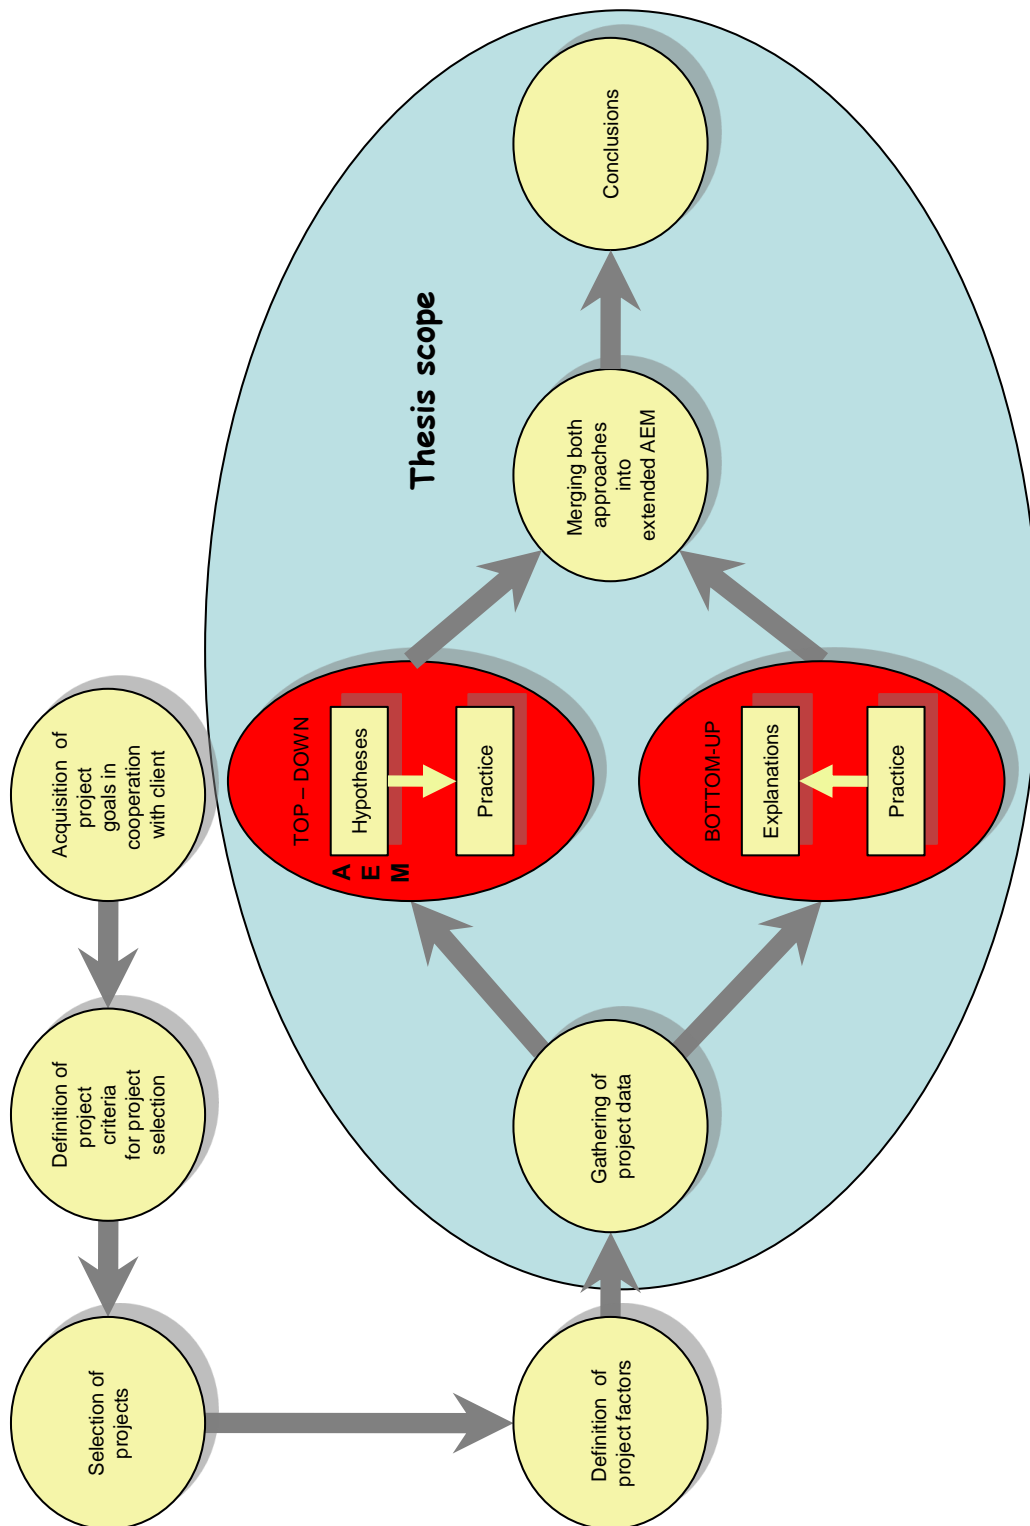 Selection of
projects
Definition of
project
criteria
for project
selection
Acquisition of
project
goals in
cooperation
with client
Thesis scope
Definition of
project factors
Gathering of
project data
TOP – DOWN
A
E
M
Hypotheses
Practice
BOTTOM-UP
Explanations
Practice
Merging both
approaches
into
extended AEM
Conclusions